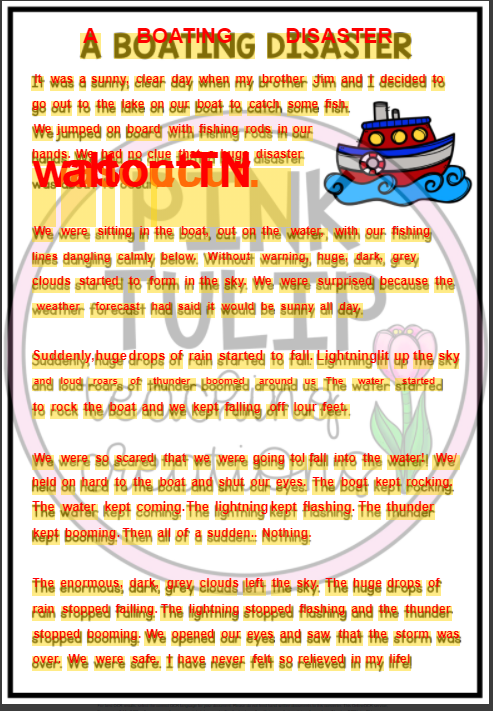 A BOATING DISASTER
It was a sunny, clear day when my brother Jim and I decided to
go out to the lake on our boat to catch some fish.
We jumped on board with fishing rods in our
hands. We had no clue that a huge disaster
was
We were sitting in the boat, out on the water, with our fishing
lines dangling calmly below. Without warning, huge, dark, grey
clouds started to form in the sky. We were surprised because the
weather forecast had said it would be sunny all day.
Suddenly, huge drops of rain started to fall. Lightning lit up the sky
and loud roars of thunder boomed around us. The water started
to rock the boat and we kept falling off our feet.
We were so scared that we were going to fall into the water! We
held on hard to the boat and shut our eyes. The boat kept rocking.
The water kept coming. The lightning kept flashing. The thunder
kept booming. Then all of a sudden.. Nothing.
The enormous, dark, grey clouds left the sky. The huge drops of
rain stopped falling. The lightning stopped flashing and the thunder
stopped booming. We opened our eyes and saw that the storm was
over. We were safe. I have never felt so relieved in my life!
PINK
TULIP